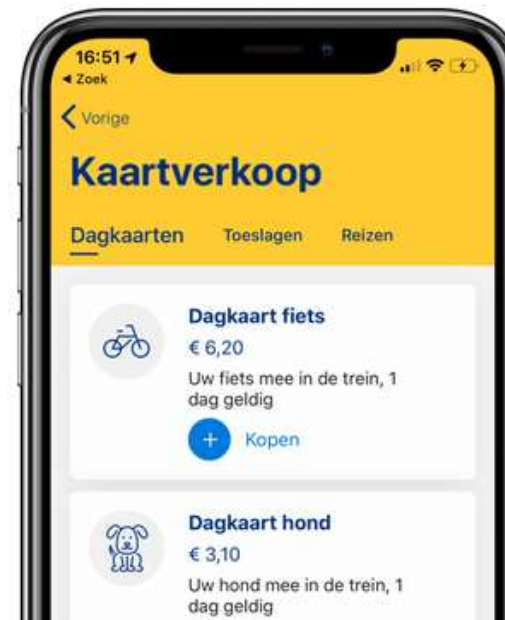 16:51
◀ Zoek
Vorige
Kaartverkoop
Dagkaarten Toeslagen Reizen
Dagkaart fiets
€ 6,20
Uw fiets mee in de trein, 1
dag geldig
+ Kopen
Dagkaart hond
€ 3,10
Uw hond mee in de trein, 1
dag geldig